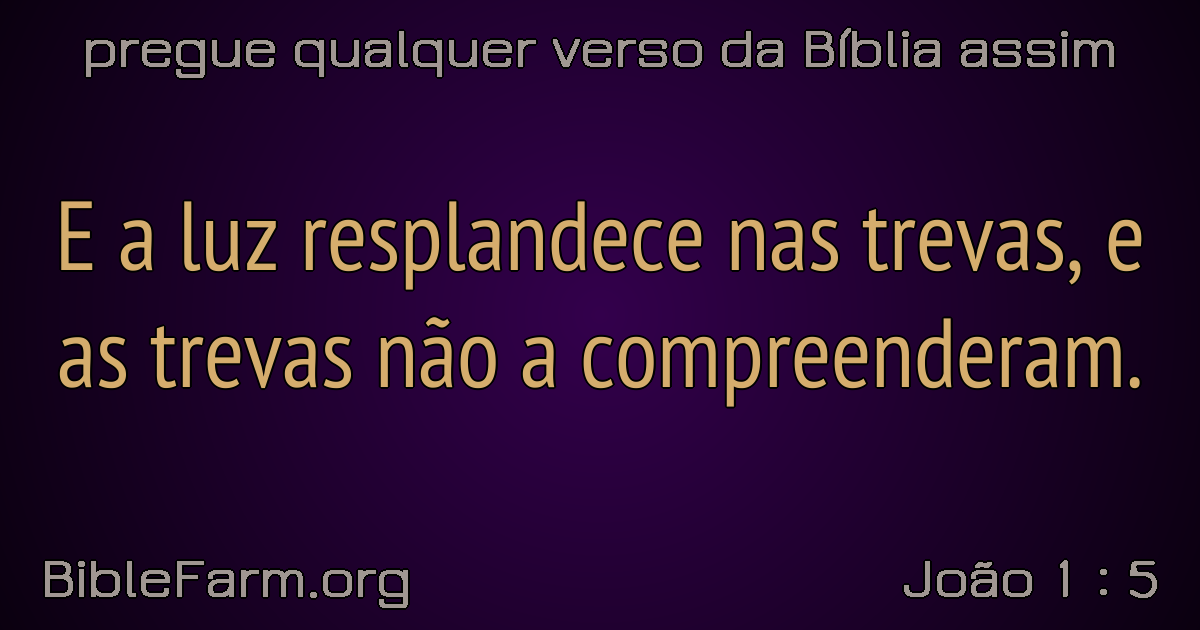 pregue qualquer verso da Bíblia assim
E a luz resplandece nas trevas, e
as trevas não a compreenderam.
BibleFarm.org
João 1 : 5